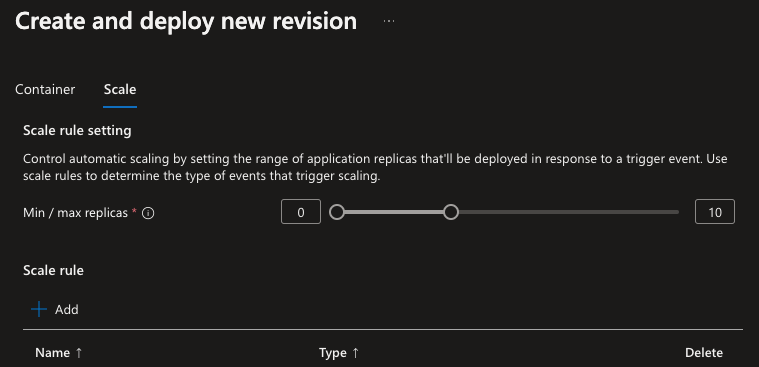 Create and deploy new revision ...
Container Scale
Scale rule setting
Control automatic scaling by setting the range of application replicas that'll be deployed in response to a trigger event. Use
scale rules to determine the type of events that trigger scaling.
Min / max replicas * 0 10
Scale rule
+ Add
Name ↑ Type ↑ Delete